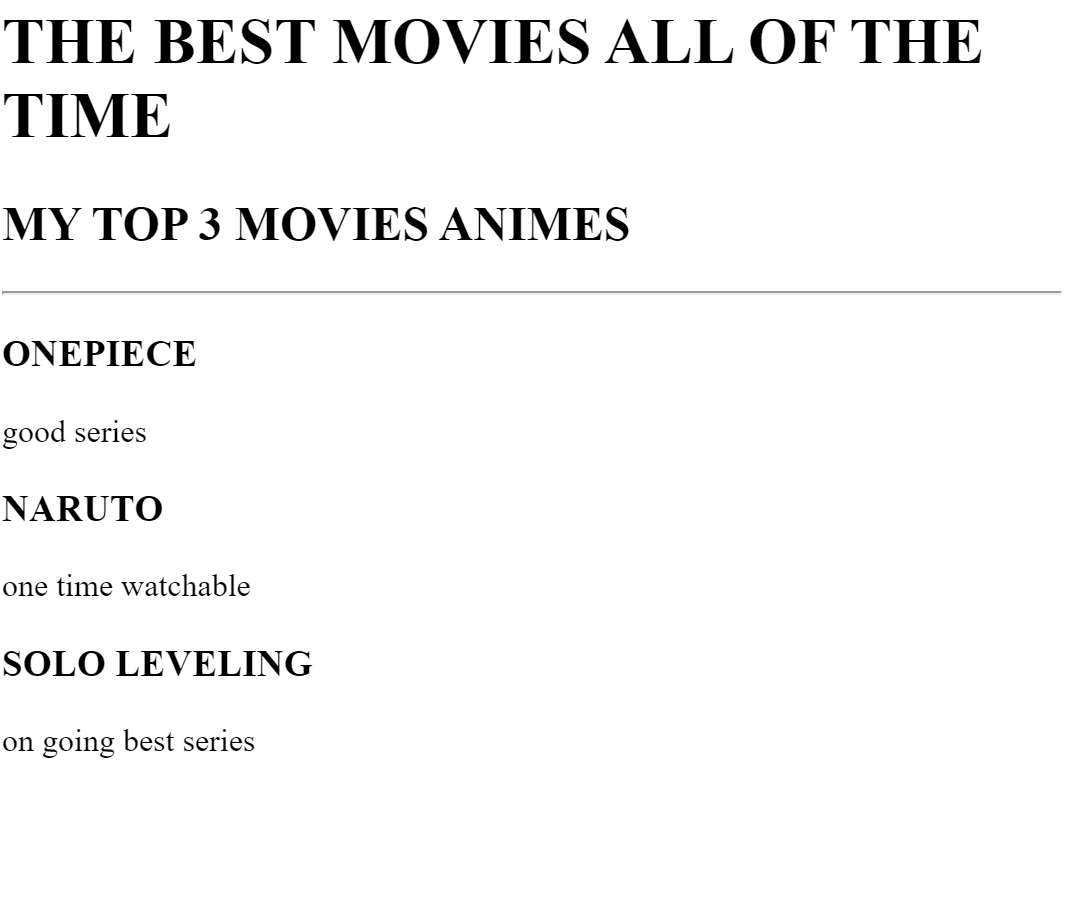 THE BEST MOVIES ALL OF THE
TIME
MY TOP 3 MOVIES ANIMES
ONEPIECE
good series
NARUTO
one time watchable
SOLO LEVELING
on going best series